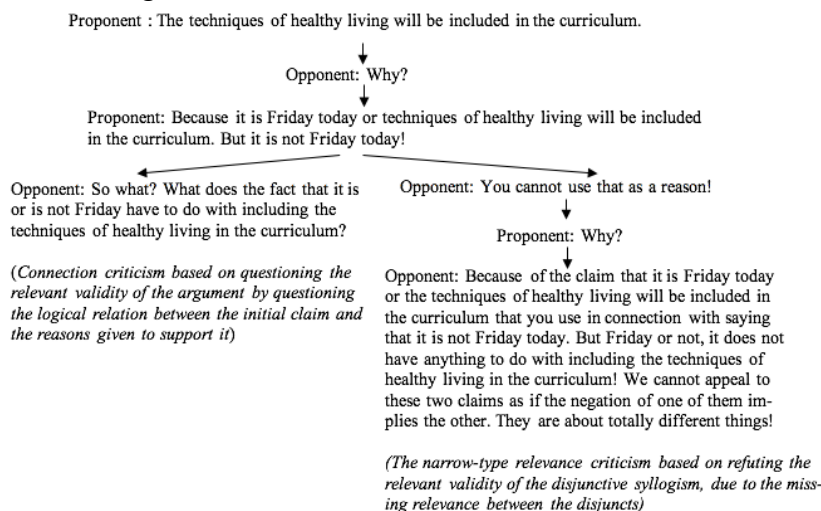 Proponent : The techniques of healthy living will be included in the curriculum.
Opponent: Why?
Proponent: Because it is Friday today or techniques of healthy living will be included
in the curriculum. But it is not Friday today!
Opponent: So what? What does the fact that it is
or is not Friday have to do with including the
techniques of healthy living in the curriculum?
(Connection criticism based on questioning the
relevant validity of the argument by questioning
the logical relation between the initial claim and
the reasons given to support it)
Opponent: You cannot use that as a reason!
Proponent: Why?
Opponent: Because of the claim that it is Friday today
or the techniques of healthy living will be included in
the curriculum that you use in connection with saying
that it is not Friday today. But Friday or not, it does not
have anything to do with including the techniques of
healthy living in the curriculum! We cannot appeal to
these two claims as if the negation of one of them im-
plies the other. They are about totally different things!
(The narrow-type relevance criticism based on refuting the
relevant validity of the disjunctive syllogism, due to the miss-
ing relevance between the disjuncts)